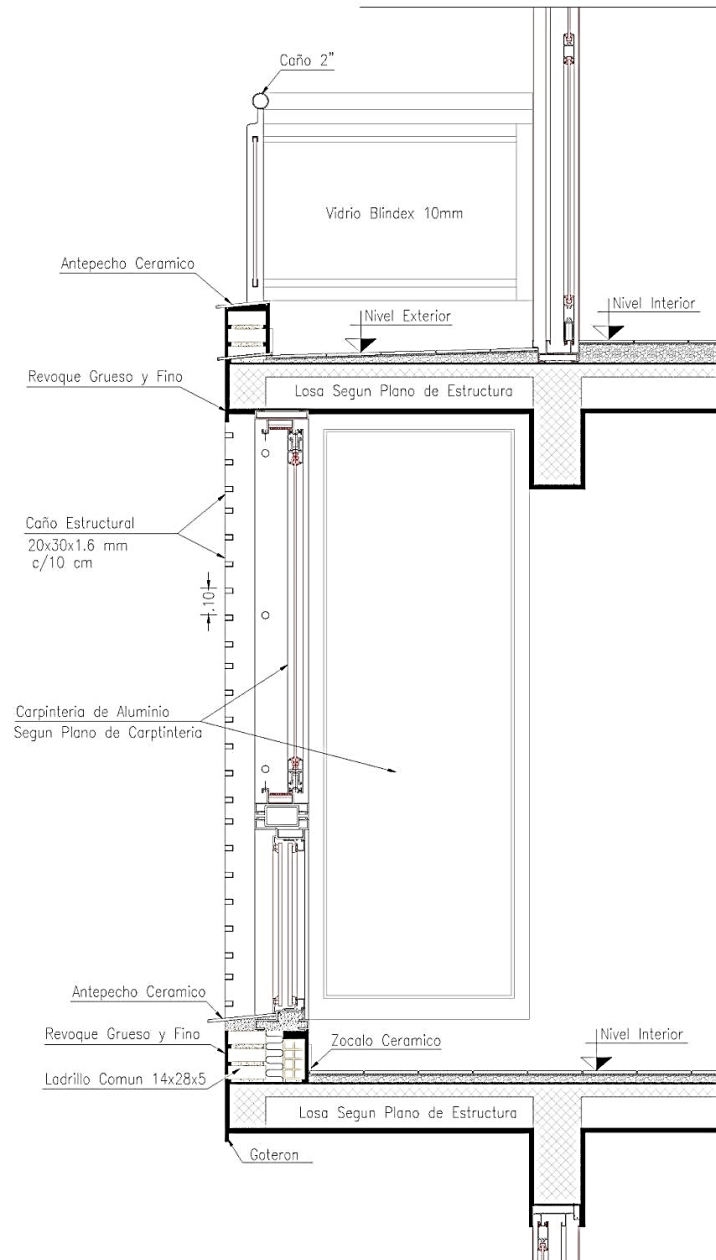 Caño 2"
Vidrio Blindex 10mm
Antepecho Ceramico
Nivel Interior
Nivel Exterior
Revoque Grueso y Fino
Losa Segun Plano de Estructura
Caño Estructural
20x30x1.6 mm
c/10 cm
.10
Carpinteria de Aluminio
Segun Plano de Carptinteria
Antepecho Ceramico
Revoque Grueso y Fino
Zocalo Ceramico
Nivel Interior
Ladrillo Comun 14x28x5
Losa Segun Plano de Estructura
Goteron